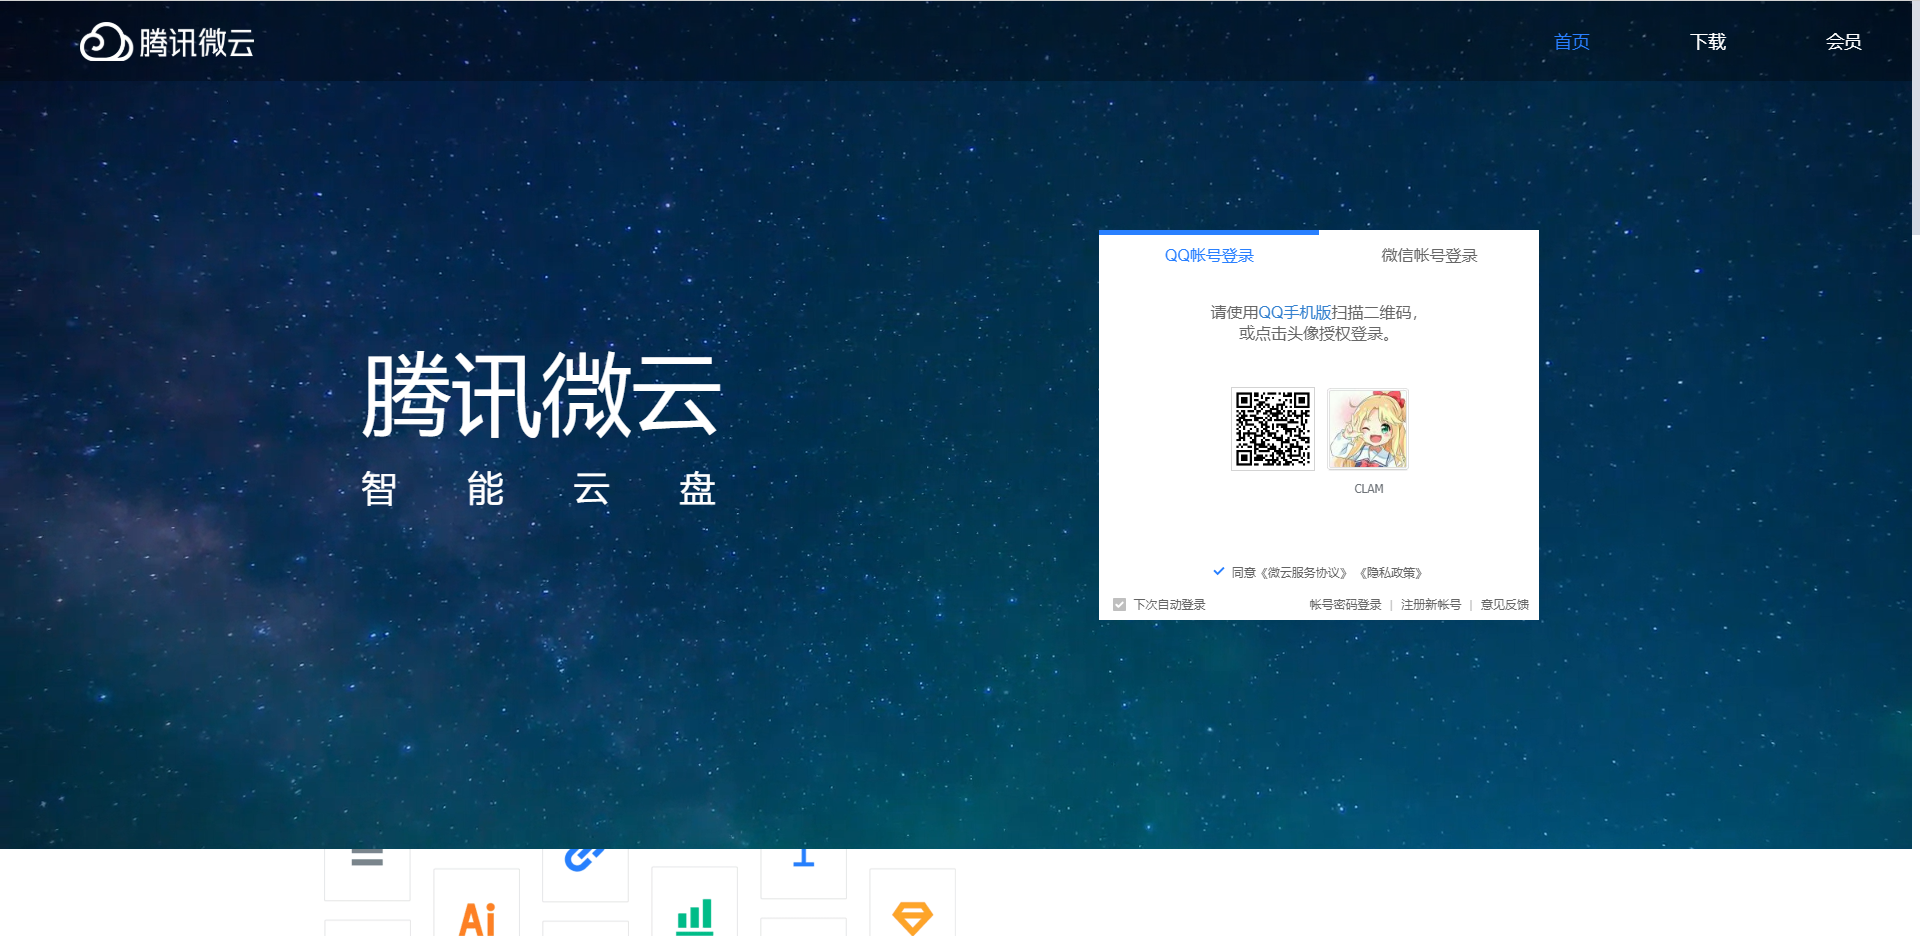 腾讯微云
首页
下载
会员
QQ帐号登录
微信帐号登录
请使用QQ手机版扫描二维码，
或点击头像授权登录。
腾讯微云
智能云盘
CLAM
同意《微云服务协议》《隐私政策》
下次自动登录
帐号密码登录 | 注册新帐号 | 意见反馈
Ai